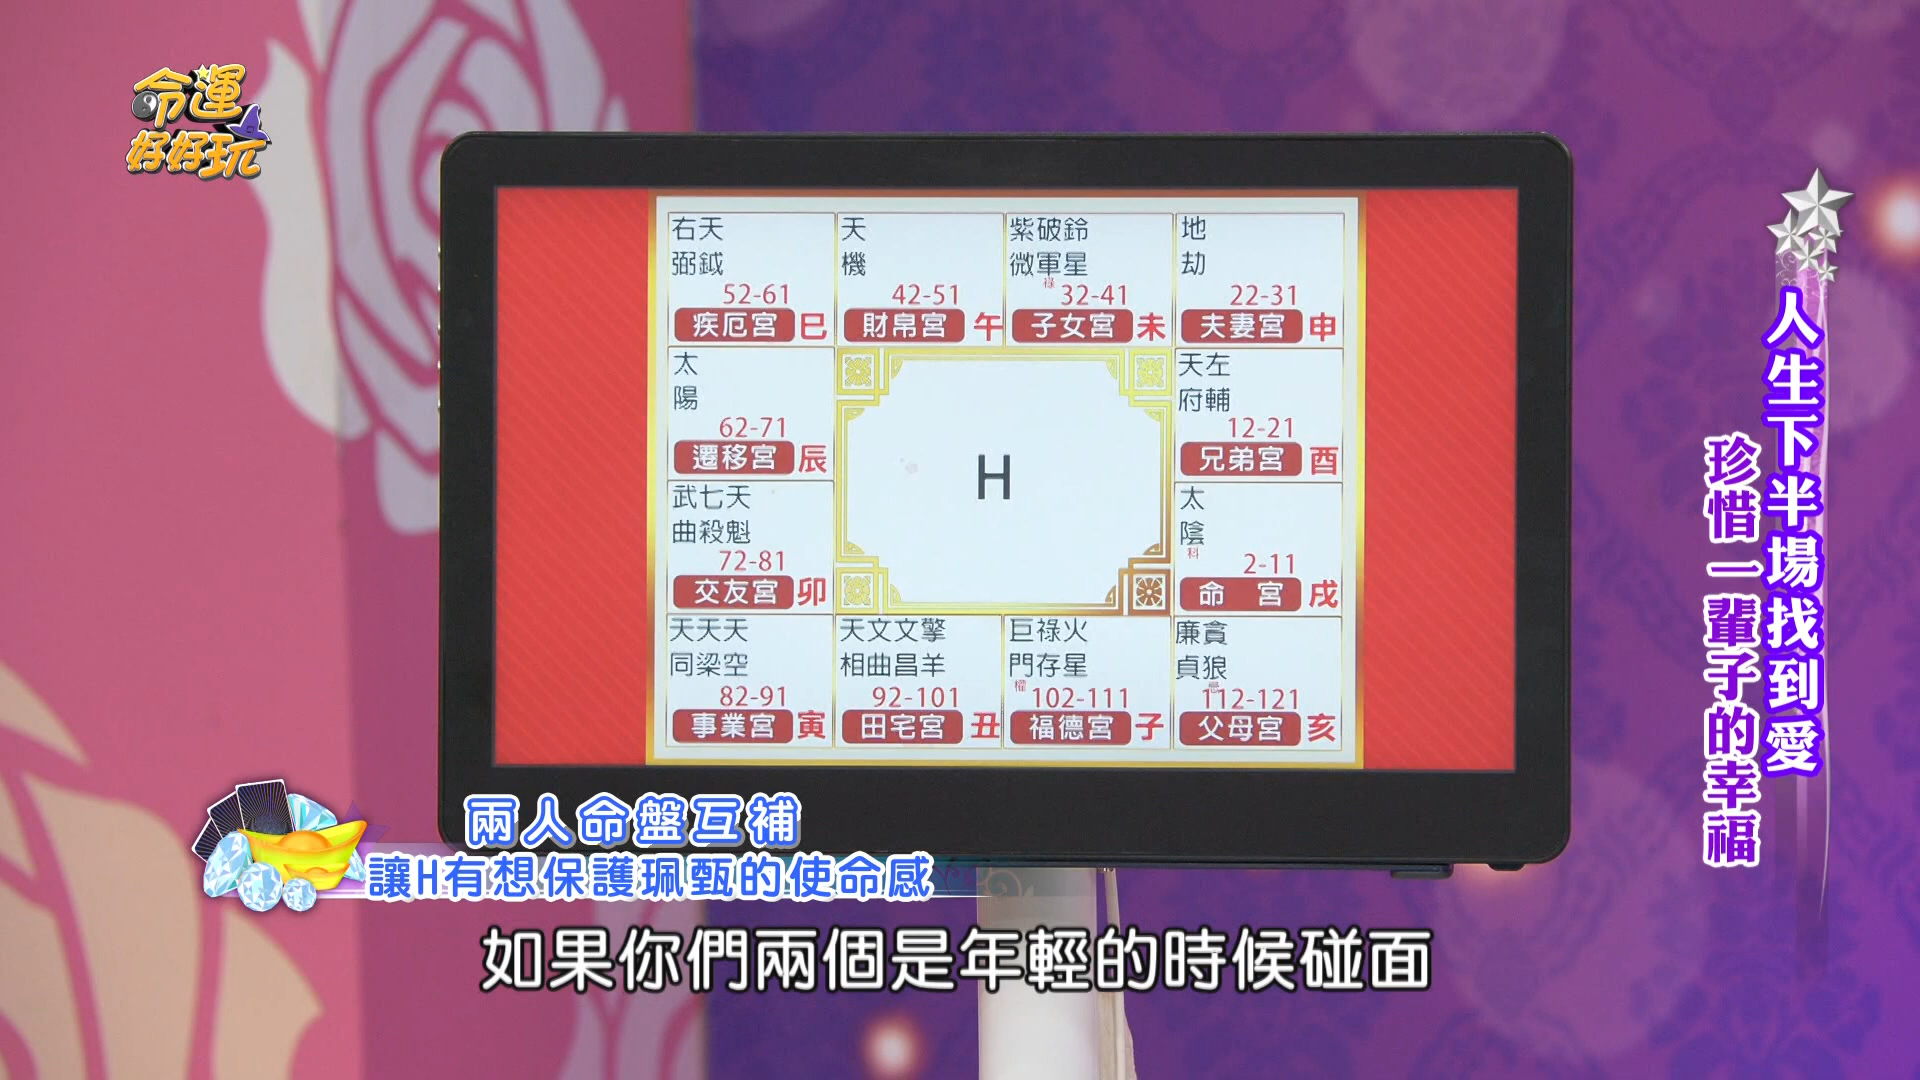 命運
好好玩
右天
弼鉞
52-61
疾厄宮 巳
天
機
42-51
財帛宮 午
紫破鈴
微軍星
祿
32-41
子女宮 未
地
劫
22-31
夫妻宮 申
太
陽
62-71
遷移宮 辰
H
天左
府輔
12-21
兄弟宮 酉
武七天
曲殺魁
72-81
交友宮 卯
太
陰
科
2-11
命 宮 戌
天天天
同梁空
82-91
事業宮 寅
天文文擎
相曲昌羊
92-101
田宅宮 丑
巨祿火
門存星
權
102-111
福德宮 子
廉貪
貞狼
忌
112-121
父母宮 亥
人生下半場找到愛
珍惜一輩子的幸福
兩人命盤互補
讓H有想保護珮甄的使命感
如果你們兩個是年輕的時候碰面